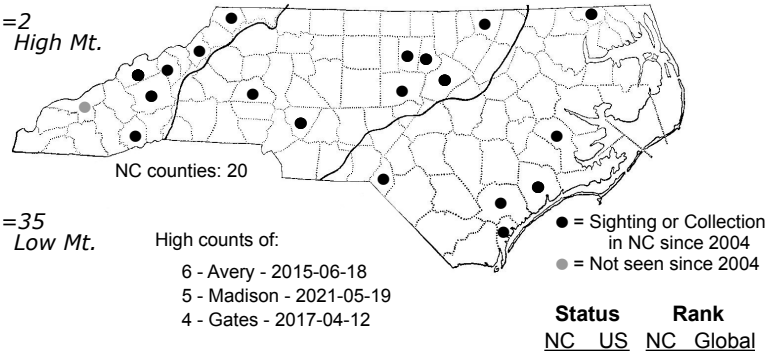 =2
High Mt.
NC counties: 20
=35
Low Mt.
High counts of:
6 - Avery - 2015-06-18
5 - Madison - 2021-05-19
4 - Gates - 2017-04-12
= Sighting or Collection
in NC since 2004
= Not seen since 2004
Status Rank
NC US NC Global